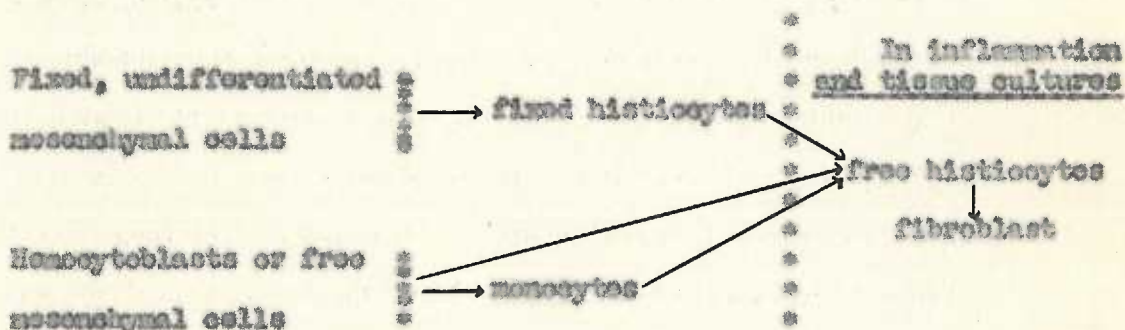 In inflammation
Fixed, undifferentiated
and tissue cultures
fixed histiocytes
mesenchymal cells
free histiocytes
fibroblast
Hemocytoblasts or free
monocytes
mesenchymal cells